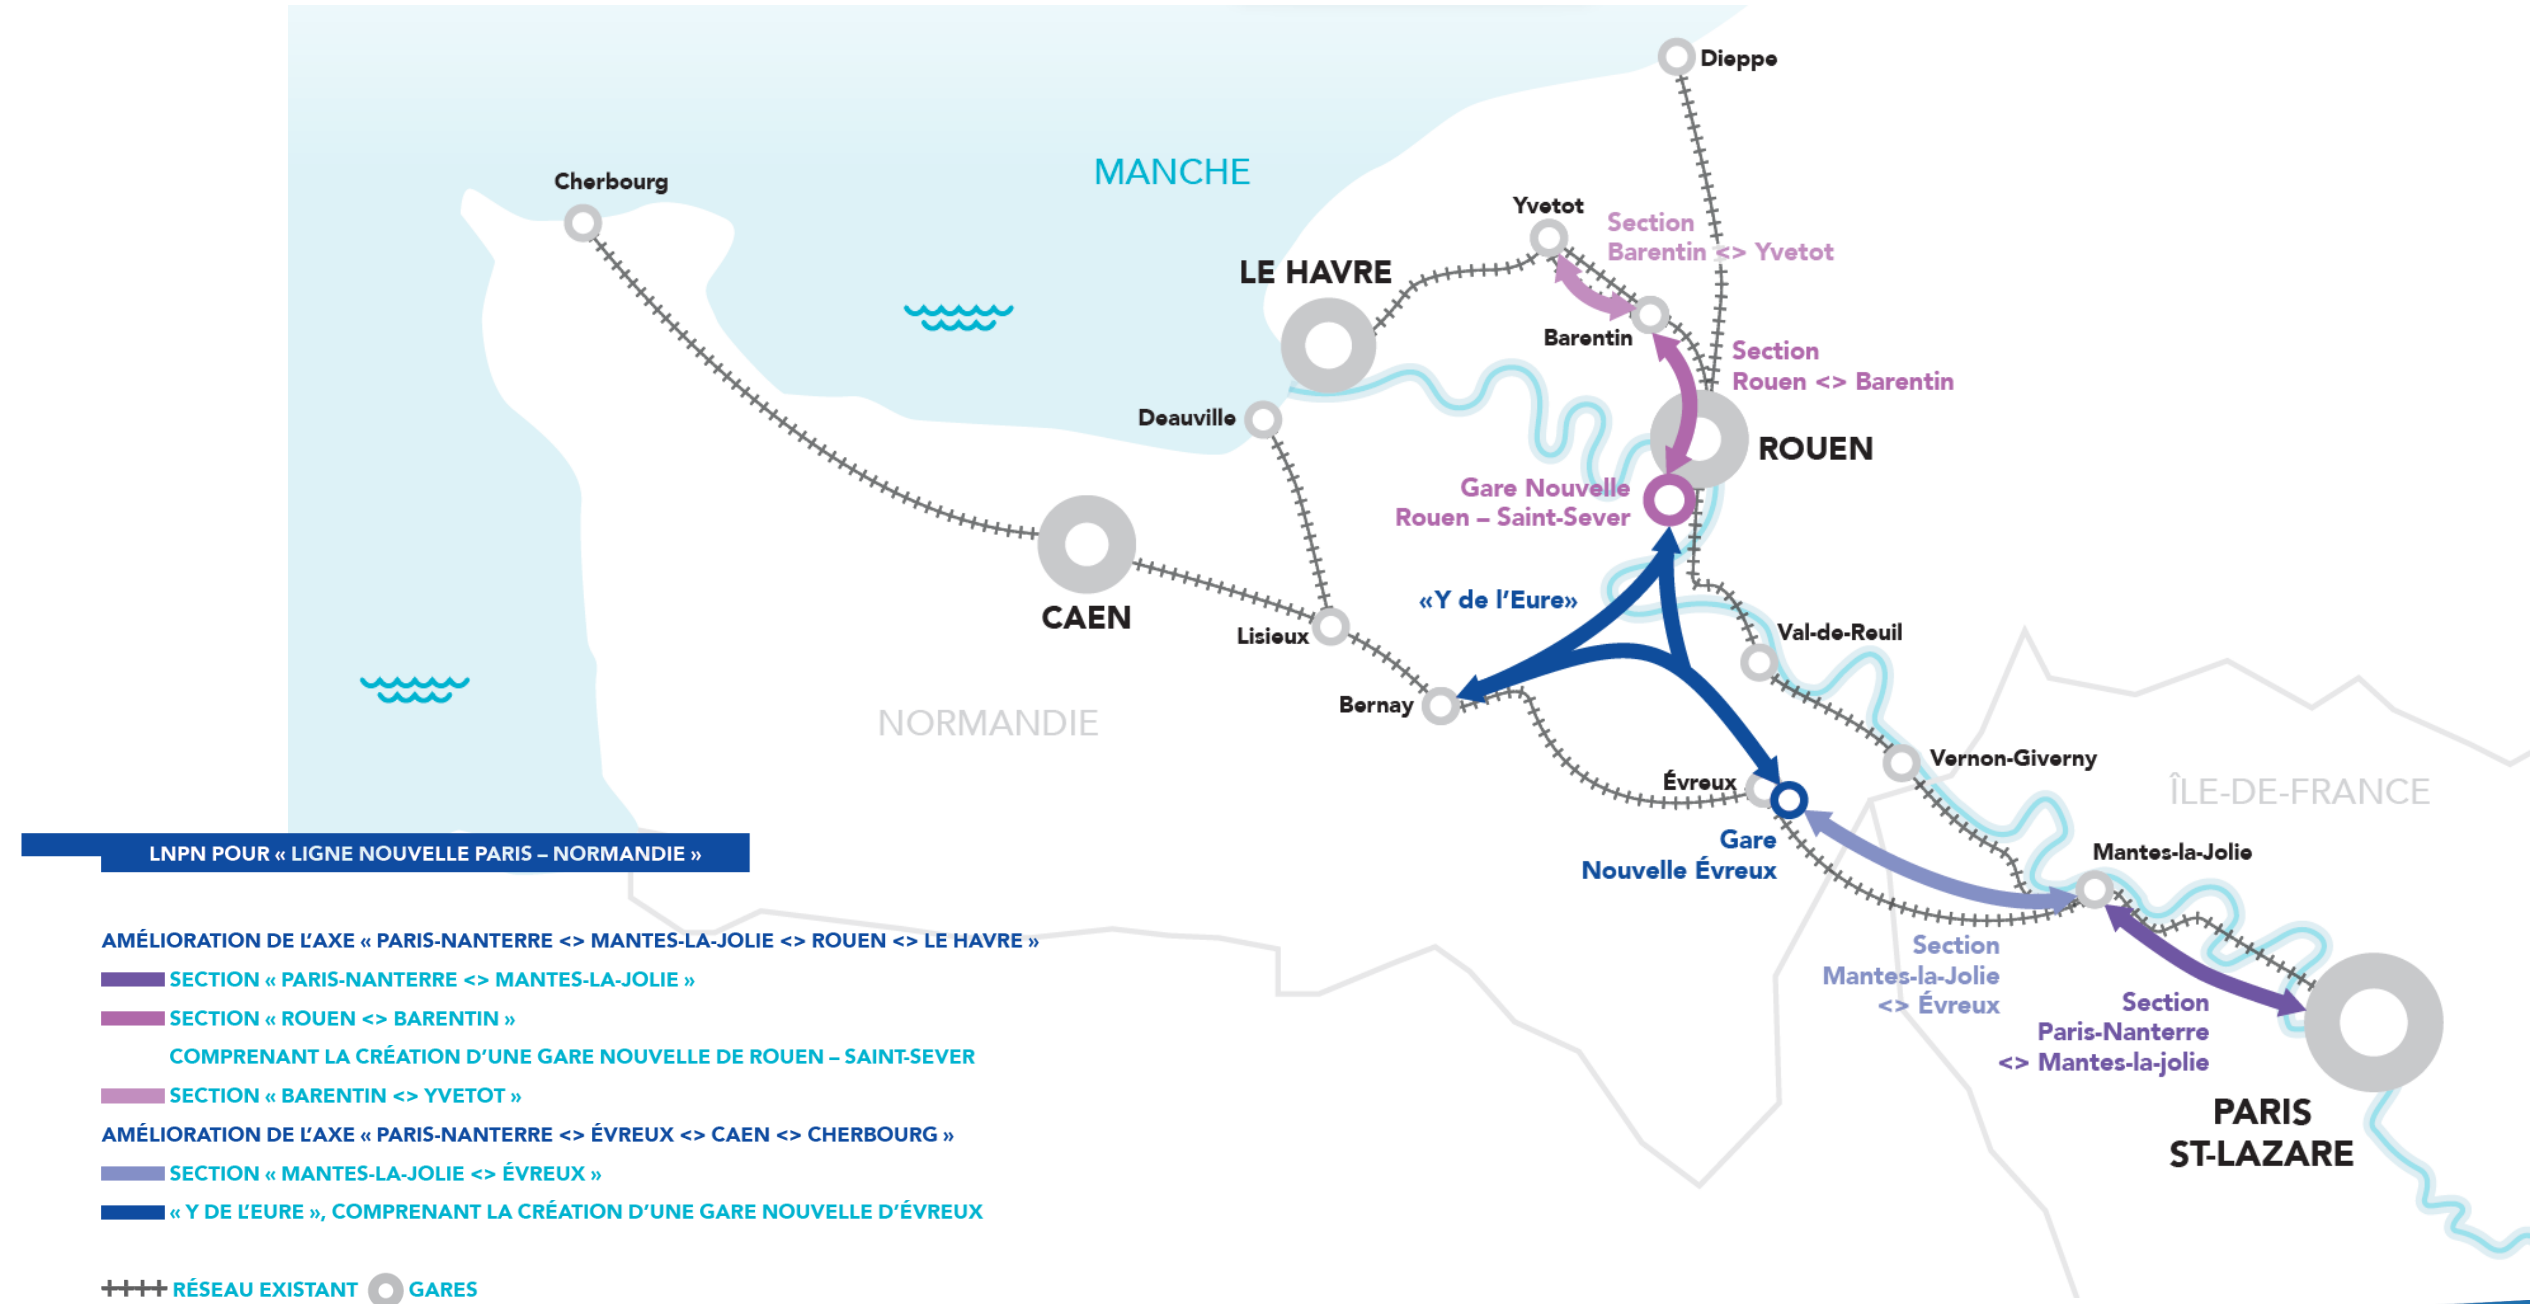 Dieppe
MANCHE
Cherbourg
Yvetot
Section
Barentin <> Yvetot
LE HAVRE
Barentin
Section
Rouen <> Barentin
Deauville
ROUEN
Gare Nouvelle
Rouen – Saint-Sever
CAEN
«Y de l’Eure»
Lisieux
Val-de-Reuil
Bernay
NORMANDIE
Vernon-Giverny
Évreux
ÎLE-DE-FRANCE
Gare
Nouvelle Évreux
Mantes-la-Jolie
Section
Mantes-la-Jolie
<> Évreux
Section
Paris-Nanterre
<> Mantes-la-jolie
PARIS
ST-LAZARE
LNPN POUR « LIGNE NOUVELLE PARIS – NORMANDIE »
AMÉLIORATION DE L’AXE « PARIS-NANTERRE <> MANTES-LA-JOLIE <> ROUEN <> LE HAVRE »
SECTION « PARIS-NANTERRE <> MANTES-LA-JOLIE »
SECTION « ROUEN <> BARENTIN »
COMPRENANT LA CRÉATION D’UNE GARE NOUVELLE DE ROUEN – SAINT-SEVER
SECTION « BARENTIN <> YVETOT »
AMÉLIORATION DE L’AXE « PARIS-NANTERRE <> ÉVREUX <> CAEN <> CHERBOURG »
SECTION « MANTES-LA-JOLIE <> ÉVREUX »
« Y DE L’EURE », COMPRENANT LA CRÉATION D’UNE GARE NOUVELLE D’ÉVREUX
RÉSEAU EXISTANT
GARES